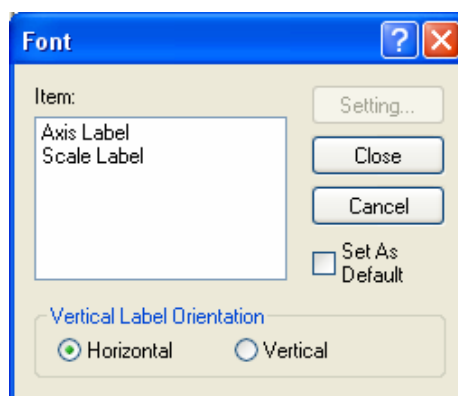 Font
Item:
Setting...
Axis Label
Scale Label
Close
Cancel
Set As
Default
Vertical Label Orientation
Horizontal
Vertical